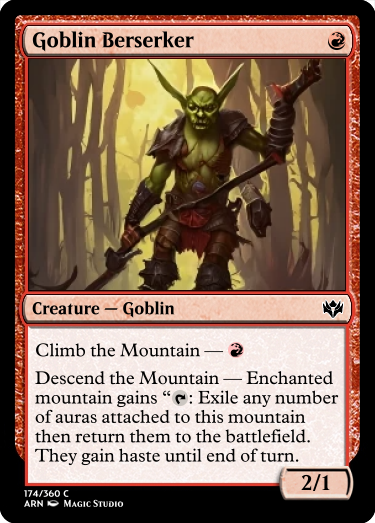 Goblin Berserker
Creature — Goblin
Climb the Mountain —
Descend the Mountain — Enchanted
mountain gains “: Exile any number
of auras attached to this mountain
then return them to the battlefield.
They gain haste until end of turn.
2/1
174/360 C
ARN Magic Studio